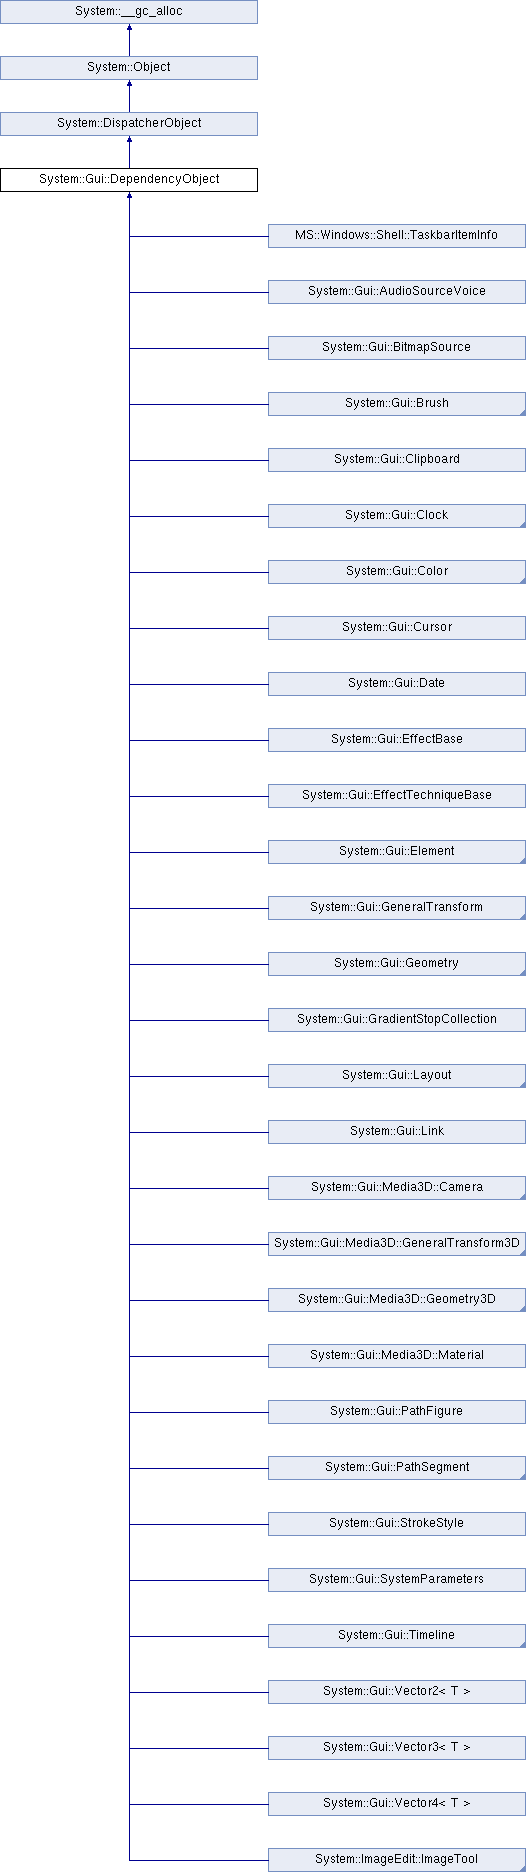 System::__gc_alloc
System::Object
System::DispatcherObject
System::Gui::DependencyObject
MS::Windows::Shell::TaskbarItemInfo
System::Gui::AudioSourceVoice
System::Gui::BitmapSource
System::Gui::Brush
System::Gui::Clipboard
System::Gui::Clock
System::Gui::Color
System::Gui::Cursor
System::Gui::Date
System::Gui::EffectBase
System::Gui::EffectTechniqueBase
System::Gui::Element
System::Gui::GeneralTransform
System::Gui::Geometry
System::Gui::GradientStopCollection
System::Gui::Layout
System::Gui::Link
System::Gui::Media3D::Camera
System::Gui::Media3D::GeneralTransform3D
System::Gui::Media3D::Geometry3D
System::Gui::Media3D::Material
System::Gui::PathFigure
System::Gui::PathSegment
System::Gui::StrokeStyle
System::Gui::SystemParameters
System::Gui::Timeline
System::Gui::Vector2< T >
System::Gui::Vector3< T >
System::Gui::Vector4< T >
System::ImageEdit::ImageTool